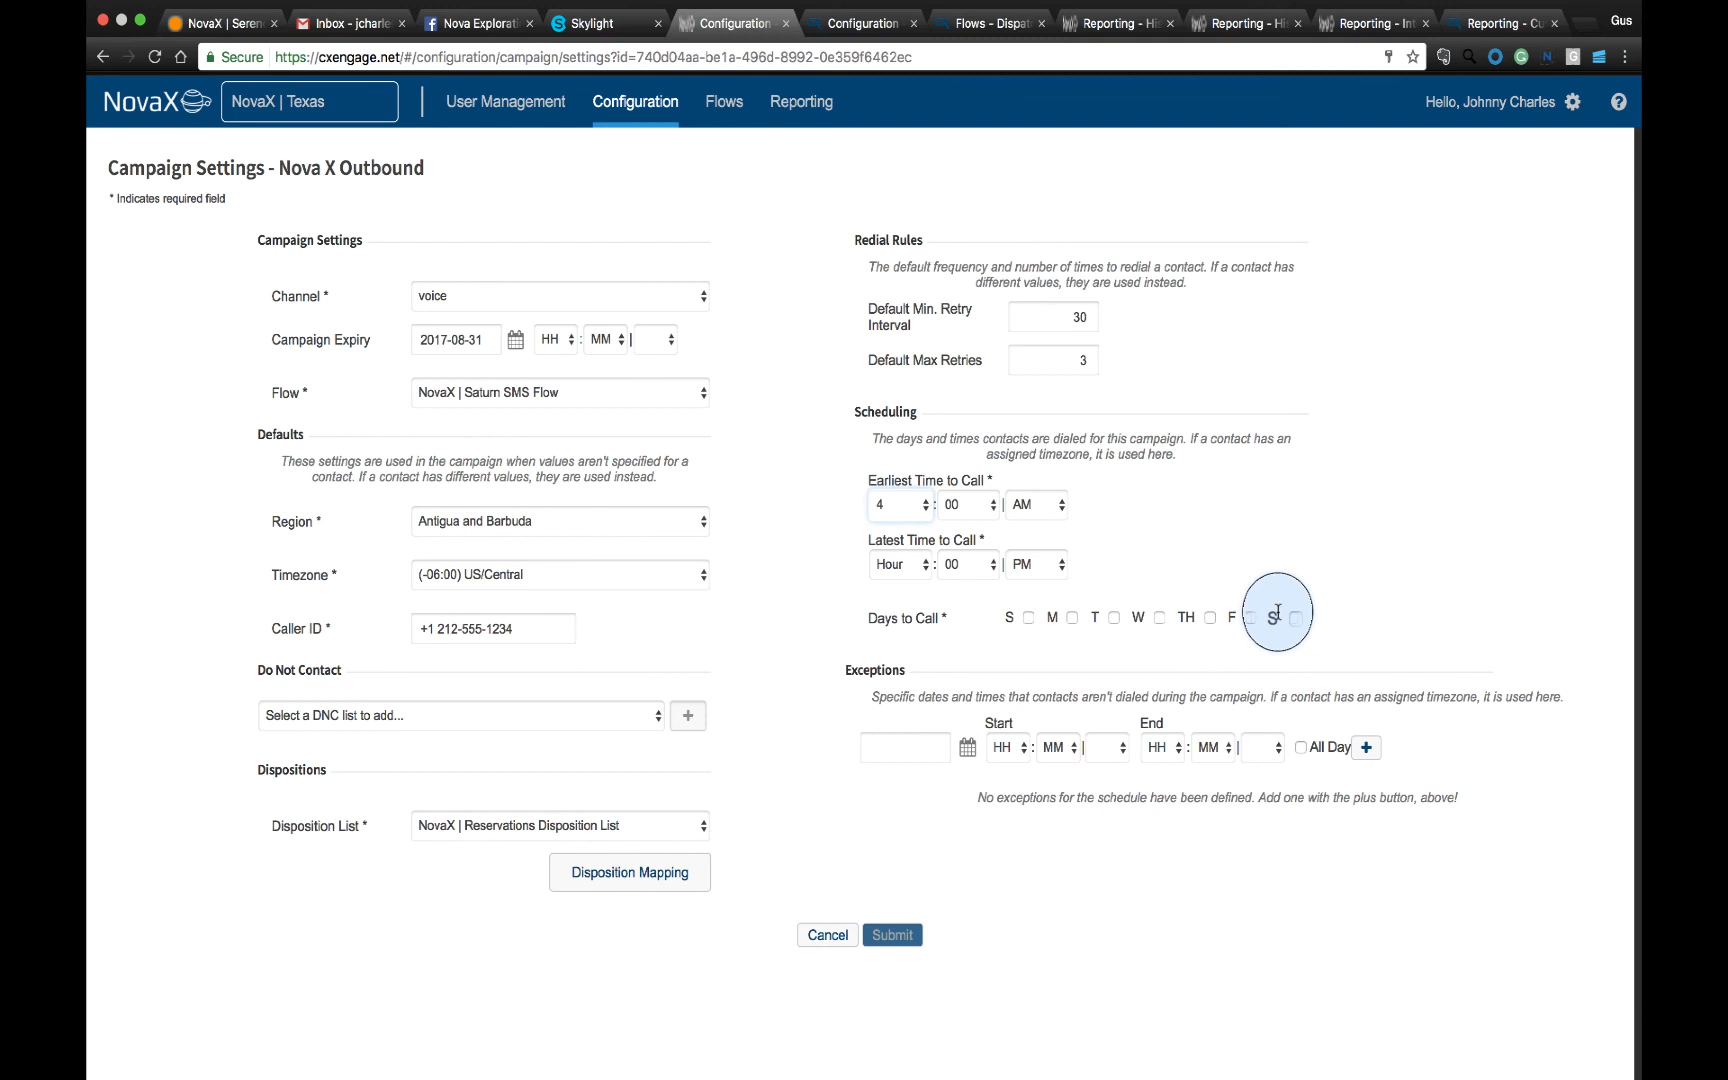 NovaX | Seren
Inbox - jcharle
Nova Explorati
Skylight
Configuration
Configuration
Flows - Dispat
Reporting - His
Reporting - His
Reporting - Int
Reporting - Cu
Gus
Secure https://cxengage.net/#/configuration/campaign/settings?id=740d04aa-be1a-496d-8992-0e359f6462ec
NovaX
NovaX | Texas
User Management
Configuration
Flows
Reporting
Hello, Johnny Charles
Campaign Settings - Nova X Outbound
* Indicates required field
Campaign Settings
Channel * voice
Campaign Expiry 2017-08-31 HH : MM |
Flow * NovaX | Saturn SMS Flow
Defaults
These settings are used in the campaign when values aren't specified for a
contact. If a contact has different values, they are used instead.
Region * Antigua and Barbuda
Timezone * (-06:00) US/Central
Caller ID * +1 212-555-1234
Do Not Contact
Select a DNC list to add... +
Dispositions
Disposition List * NovaX | Reservations Disposition List
Disposition Mapping
Redial Rules
The default frequency and number of times to redial a contact. If a contact has
different values, they are used instead.
Default Min. Retry
Interval
30
Default Max Retries 3
Scheduling
The days and times contacts are dialed for this campaign. If a contact has an
assigned timezone, it is used here.
Earliest Time to Call *
4 : 00 | AM
Latest Time to Call *
Hour : 00 | PM
Days to Call * S M T W TH F S
Exceptions
Specific dates and times that contacts aren't dialed during the campaign. If a contact has an assigned timezone, it is used here.
Start End
HH : MM | HH : MM | All Day +
No exceptions for the schedule have been defined. Add one with the plus button, above!
Cancel Submit